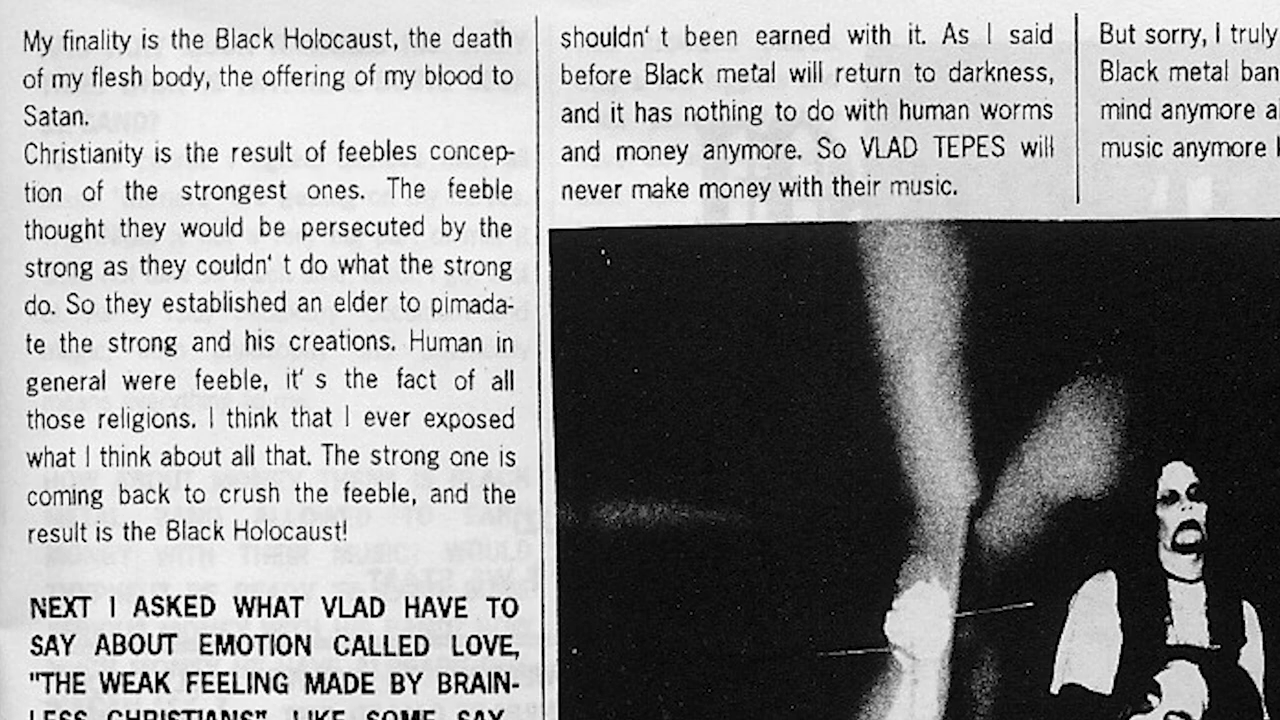 My finality is the Black Holocaust, the death
of my flesh body, the offering of my blood to
Satan.
Christianity is the result of feebles concep-
tion of the strongest ones. The feeble
thought they would be persecuted by the
strong as they couldn' t do what the strong
do. So they established an elder to pimada-
te the strong and his creations. Human in
general were feeble, it' s the fact of all
those religions. I think that I ever exposed
what I think about all that. The strong one is
coming back to crush the feeble, and the
result is the Black Holocaust!
NEXT I ASKED WHAT VLAD HAVE TO
SAY ABOUT EMOTION CALLED LOVE,
"THE WEAK FEELING MADE BY BRAIN-
LESS CHRISTIANS" LIKE SOME SAY.
shouldn' t been earned with it. As I said
before Black metal will return to darkness,
and it has nothing to do with human worms
and money anymore. So VLAD TEPES will
never make money with their music.
But sorry, I truly
Black metal ban
mind anymore a
music anymore